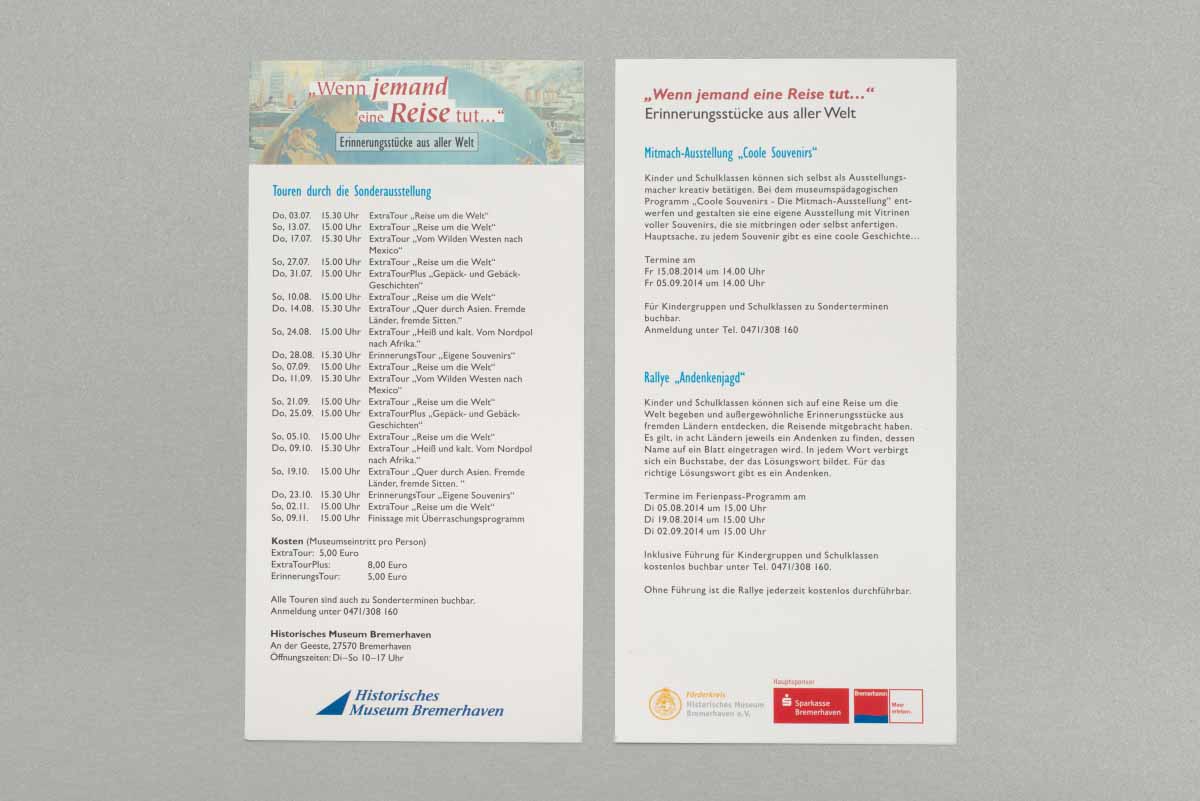 „Wenn jemand
eine Reise tut...“
Erinnerungsstücke aus aller Welt
Touren durch die Sonderausstellung
Do, 03.07. 15.30 Uhr ExtraTour „Reise um die Welt“
So, 13.07. 15.00 Uhr ExtraTour „Reise um die Welt“
Do, 17.07. 15.30 Uhr ExtraTour „Vom Wilden Westen nach
Mexico“
So, 27.07. 15.00 Uhr ExtraTour „Reise um die Welt“
Do, 31.07. 15.00 Uhr ExtraTourPlus „Gepäck- und Gebäck-
Geschichten“
So, 10.08. 15.00 Uhr ExtraTour „Reise um die Welt“
Do, 14.08. 15.30 Uhr ExtraTour „Quer durch Asien. Fremde
Länder, fremde Sitten.“
So, 24.08. 15.00 Uhr ExtraTour „Heiß und kalt. Vom Nordpol
nach Afrika.“
Do, 28.08. 15.30 Uhr ErinnerungsTour „Eigene Souvenirs“
So, 07.09. 15.00 Uhr ExtraTour „Reise um die Welt“
Do, 11.09. 15.30 Uhr ExtraTour „Vom Wilden Westen nach
Mexico“
So, 21.09. 15.00 Uhr ExtraTour „Reise um die Welt“
Do, 25.09. 15.00 Uhr ExtraTourPlus „Gepäck- und Gebäck-
Geschichten“
So, 05.10. 15.00 Uhr ExtraTour „Reise um die Welt“
Do, 09.10. 15.30 Uhr ExtraTour „Heiß und kalt. Vom Nordpol
nach Afrika.“
So, 19.10. 15.00 Uhr ExtraTour „Quer durch Asien. Fremde
Länder, fremde Sitten. “
Do, 23.10. 15.30 Uhr ErinnerungsTour „Eigene Souvenirs“
So, 02.11. 15.00 Uhr ExtraTour „Reise um die Welt“
So, 09.11. 15.00 Uhr Finissage mit Überraschungsprogramm
Kosten (Museumseintritt pro Person)
ExtraTour: 5,00 Euro
ExtraTourPlus: 8,00 Euro
ErinnerungsTour: 5,00 Euro
Alle Touren sind auch zu Sonderterminen buchbar.
Anmeldung unter 0471/308 160
Historisches Museum Bremerhaven
An der Geeste, 27570 Bremerhaven
Öffnungszeiten: Di–So 10–17 Uhr
Historisches
Museum Bremerhaven
„Wenn jemand eine Reise tut...“
Erinnerungsstücke aus aller Welt
Mitmach-Ausstellung „Coole Souvenirs“
Kinder und Schulklassen können sich selbst als Ausstellungs-
macher kreativ betätigen. Bei dem museumspädagogischen
Programm „Coole Souvenirs - Die Mitmach-Ausstellung“ ent-
werfen und gestalten sie eine eigene Ausstellung mit Vitrinen
voller Souvenirs, die sie mitbringen oder selbst anfertigen.
Hauptsache, zu jedem Souvenir gibt es eine coole Geschichte...
Termine am
Fr 15.08.2014 um 14.00 Uhr
Fr 05.09.2014 um 14.00 Uhr
Für Kindergruppen und Schulklassen zu Sonderterminen
buchbar.
Anmeldung unter Tel. 0471/308 160
Rallye „Andenkenjagd“
Kinder und Schulklassen können sich auf eine Reise um die
Welt begeben und außergewöhnliche Erinnerungsstücke aus
fremden Ländern entdecken, die Reisende mitgebracht haben.
Es gilt, in acht Ländern jeweils ein Andenken zu finden, dessen
Name auf ein Blatt eingetragen wird. In jedem Wort verbirgt
sich ein Buchstabe, der das Lösungswort bildet. Für das
richtige Lösungswort gibt es ein Andenken.
Termine im Ferienpass-Programm am
Di 05.08.2014 um 15.00 Uhr
Di 19.08.2014 um 15.00 Uhr
Di 02.09.2014 um 15.00 Uhr
Inklusive Führung für Kindergruppen und Schulklassen
kostenlos buchbar unter Tel. 0471/308 160.
Ohne Führung ist die Rallye jederzeit kostenlos durchführbar.
Förderkreis
Historisches Museum
Bremerhaven e.V.
Hauptsponsor
Sparkasse
Bremerhaven
Bremerhaven
Meer
erleben.